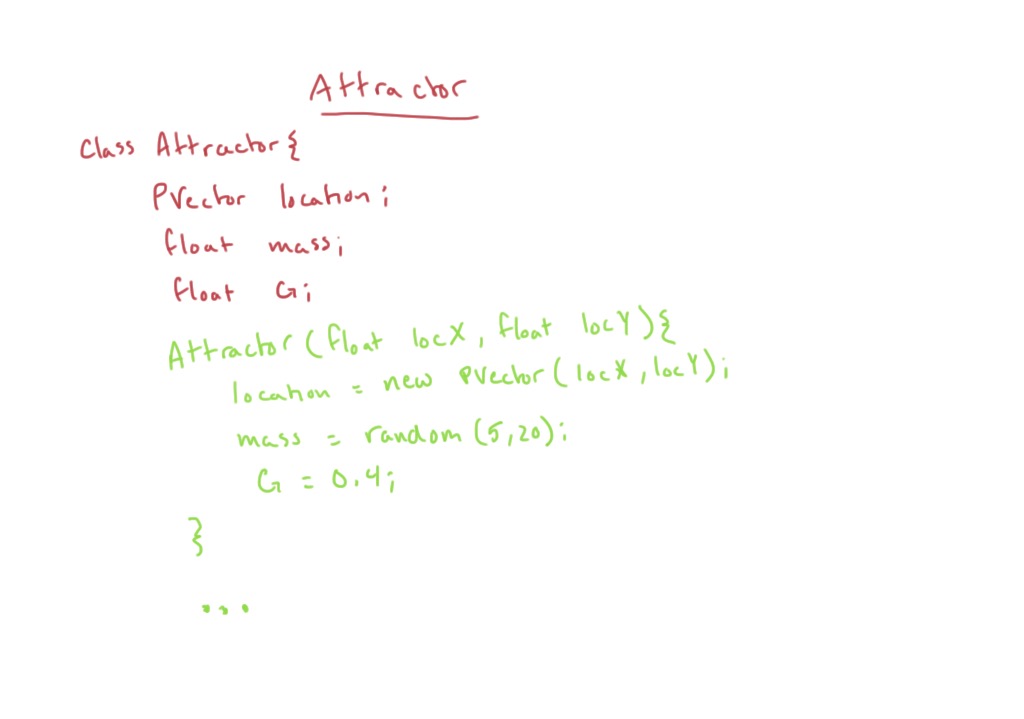 Attractor
Class Attractor{
PVector location;
float mass;
float G;
Attractor(float locX, float locY){
location = new PVector(locX, locY);
mass = random(5,20);
G = 0.4;
}
...